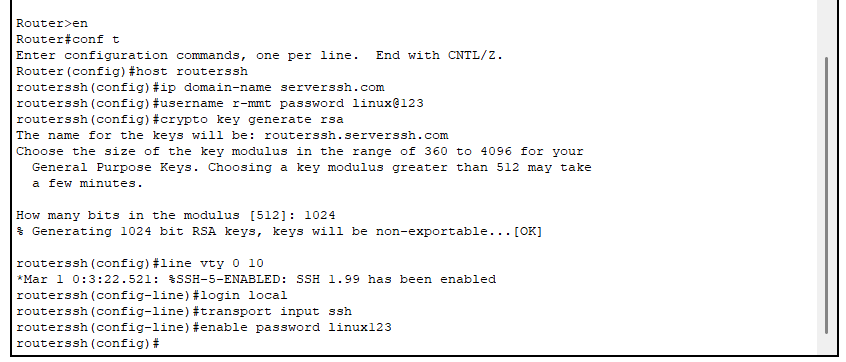 Router>en
Router#conf t
Enter configuration commands, one per line.  End with CNTL/Z.
Router(config)#host routerssh
routerssh(config)#ip domain-name serverssh.com
routerssh(config)#username r-mmt password linux@123
routerssh(config)#crypto key generate rsa
The name for the keys will be: routerssh.serverssh.com
Choose the size of the key modulus in the range of 360 to 4096 for your
  General Purpose Keys. Choosing a key modulus greater than 512 may take
  a few minutes.

How many bits in the modulus [512]: 1024
% Generating 1024 bit RSA keys, keys will be non-exportable...[OK]

routerssh(config)#line vty 0 10
*Mar 1 0:3:22.521: %SSH-5-ENABLED: SSH 1.99 has been enabled
routerssh(config-line)#login local
routerssh(config-line)#transport input ssh
routerssh(config-line)#enable password linux123
routerssh(config)#